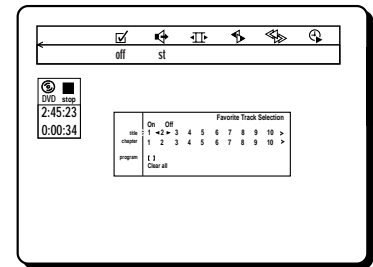 off st
DVD stop
2:45:23
0:00:34
Favorite Track Selection
On Off
title 1 2 3 4 5 6 7 8 9 10 >
chapter 1 2 3 4 5 6 7 8 9 10 >
program [ ]
Clear all